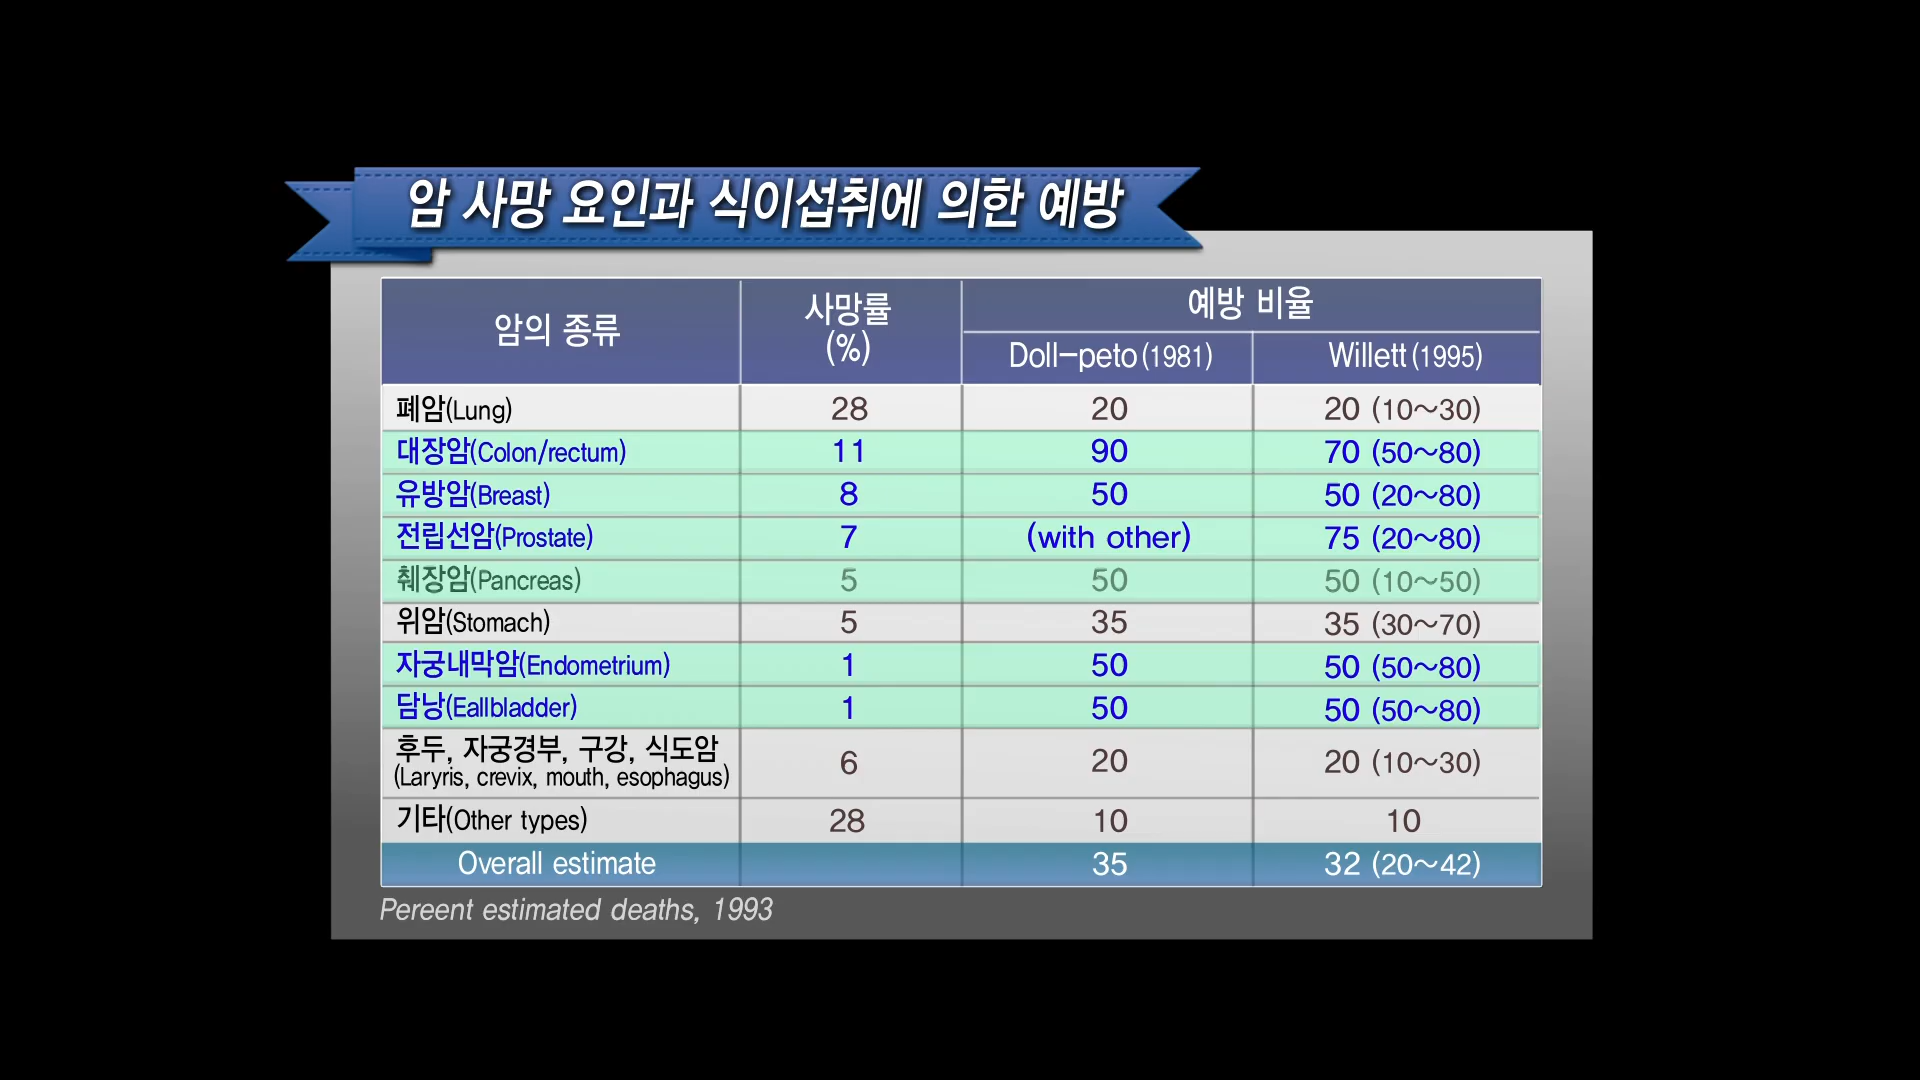 암 사망 요인과 식이섭취에 의한 예방
암의 종류 사망률 (%) 예방 비율
Doll-peto(1981) Willett(1995)
폐암(Lung) 28 20 20 (10~30)
대장암(Colon/rectum) 11 90 70 (50~80)
유방암(Breast) 8 50 50 (20~80)
전립선암(Prostate) 7 (with other) 75 (20~80)
췌장암(Pancreas) 5 50 50 (10~50)
위암(Stomach) 5 35 35 (30~70)
자궁내막암(Endometrium) 1 50 50 (50~80)
담낭(Eallbladder) 1 50 50 (50~80)
후두, 자궁경부, 구강, 식도암
(Laryris, crevix, mouth, esophagus) 6 20 20 (10~30)
기타(Other types) 28 10 10
Overall estimate 35 32 (20~42)
Pereent estimated deaths, 1993